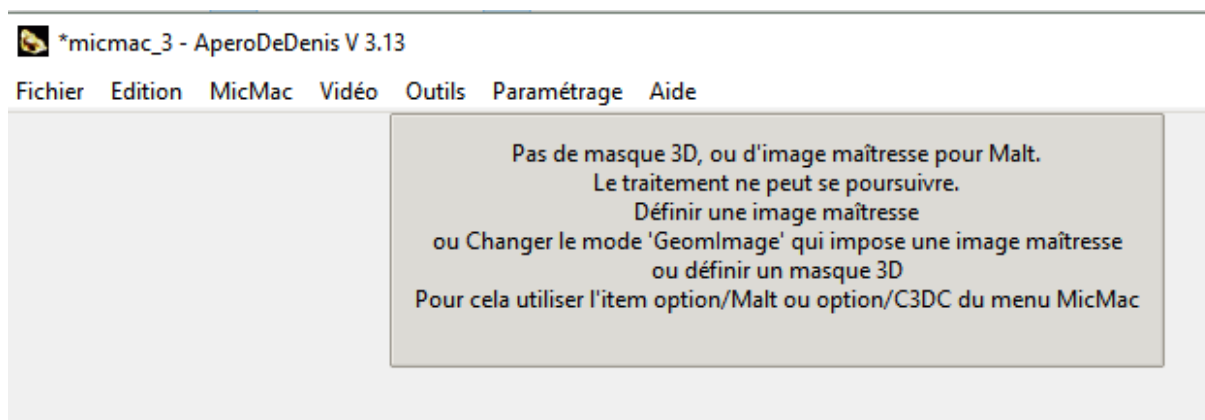 *micmac_3 - AperoDeDenis V 3.13
Fichier Edition MicMac Vidéo Outils Paramétrage Aide
Pas de masque 3D, ou d'image maîtresse pour Malt.
Le traitement ne peut se poursuivre.
Définir une image maîtresse
ou Changer le mode 'GeomImage' qui impose une image maîtresse
ou définir un masque 3D
Pour cela utiliser l'item option/Malt ou option/C3DC du menu MicMac